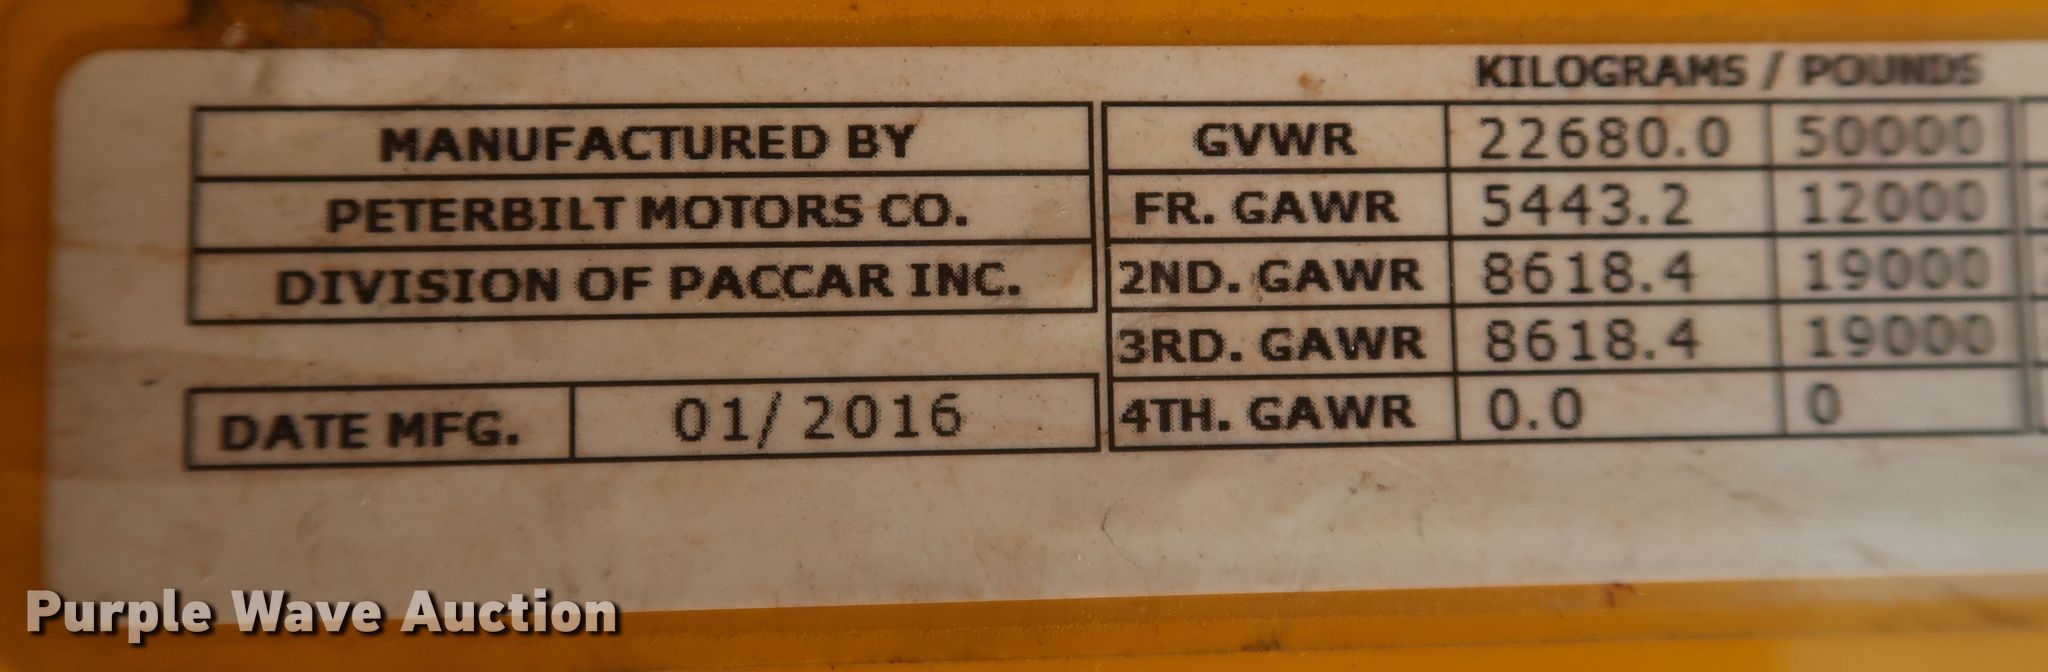 KILOGRAMS / POUNDS
MANUFACTURED BY
PETERBILT MOTORS CO.
DIVISION OF PACCAR INC.
DATE MFG. 01/2016
GVWR 22680.0 50000
FR. GAWR 5443.2 12000
2ND. GAWR 8618.4 19000
3RD. GAWR 8618.4 19000
4TH. GAWR 0.0 0
Purple Wave Auction